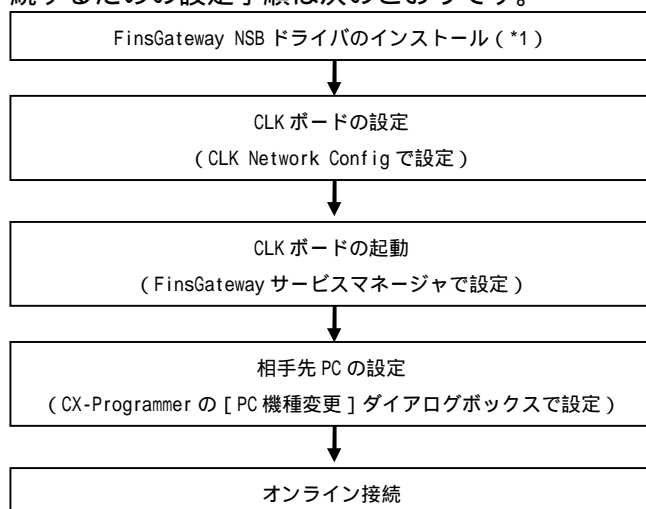 続するための設定手順は次のとおりです。
FinsGateway NSB ドライバのインストール ( *1 )
CLK ボードの設定
( CLK Network Config で設定 )
CLK ボードの起動
( FinsGateway サービスマネージャで設定 )
相手先 PC の設定
( CX-Programmer の [ PC 機種変更 ] ダイアログボックスで設定 )
オンライン接続